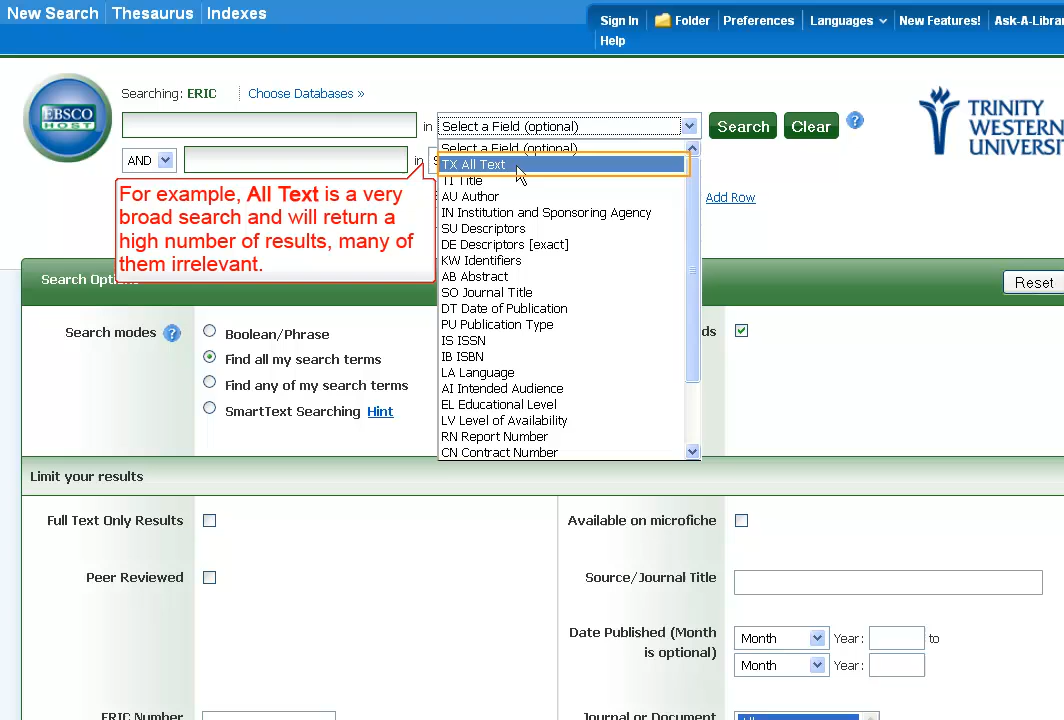 New Search Thesaurus Indexes
Sign In Folder Preferences Languages New Features! Ask-A-Librar
Help
Searching: ERIC Choose Databases »
EBSCO
HOST
in Select a Field (optional) Search Clear ?
TRINITY
WESTERN
UNIVERSI
AND in Select a Field (optional)
TX All Text
TI Title
AU Author Add Row
IN Institution and Sponsoring Agency
SU Descriptors
DE Descriptors [exact]
KW Identifiers
AB Abstract
SO Journal Title
DT Date of Publication
PU Publication Type
IS ISSN
IB ISBN
LA Language
AI Intended Audience
EL Educational Level
LV Level of Availability
RN Report Number
CN Contract Number
For example, All Text is a very
broad search and will return a
high number of results, many of
them irrelevant.
Search Opti Reset
Search modes ? Boolean/Phrase ds
Find all my search terms
Find any of my search terms
SmartText Searching Hint
Limit your results
Full Text Only Results Available on microfiche
Peer Reviewed Source/Journal Title
Date Published (Month
is optional)
Month Year: to
Month Year:
ERIC Number Journal or Document